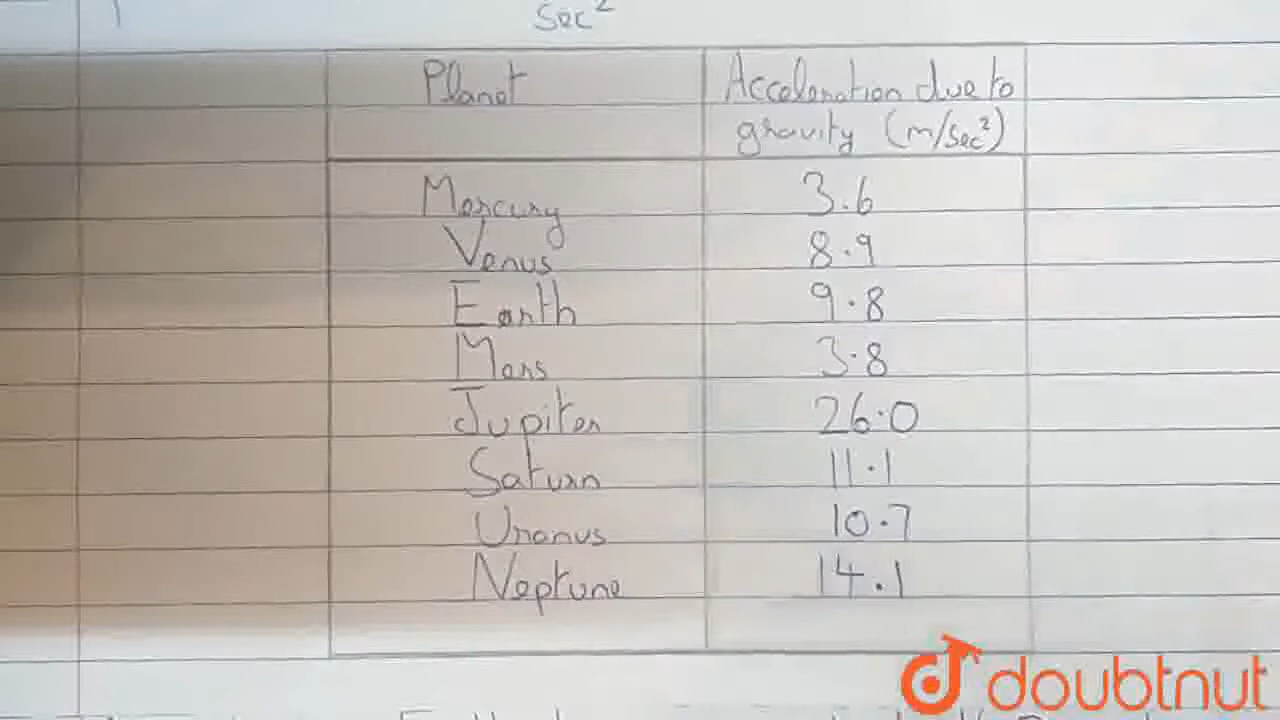 sec²
Planet Acceleration due to
gravity (m/sec²)
Mercury 3.6
Venus 8.9
Earth 9.8
Mars 3.8
Jupiter 26.0
Saturn 11.1
Uranus 10.7
Neptune 14.1
doubtnut